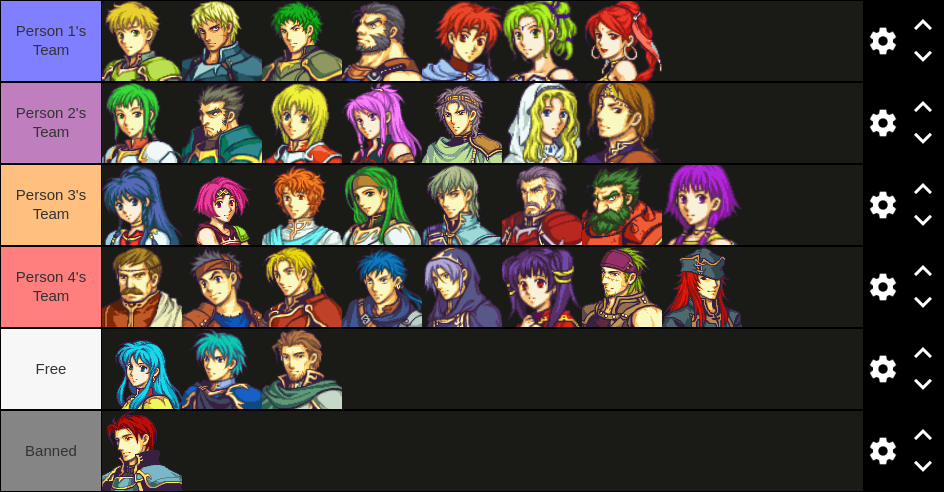 Person 1's
Team
Person 2's
Team
Person 3's
Team
Person 4's
Team
Free
Banned